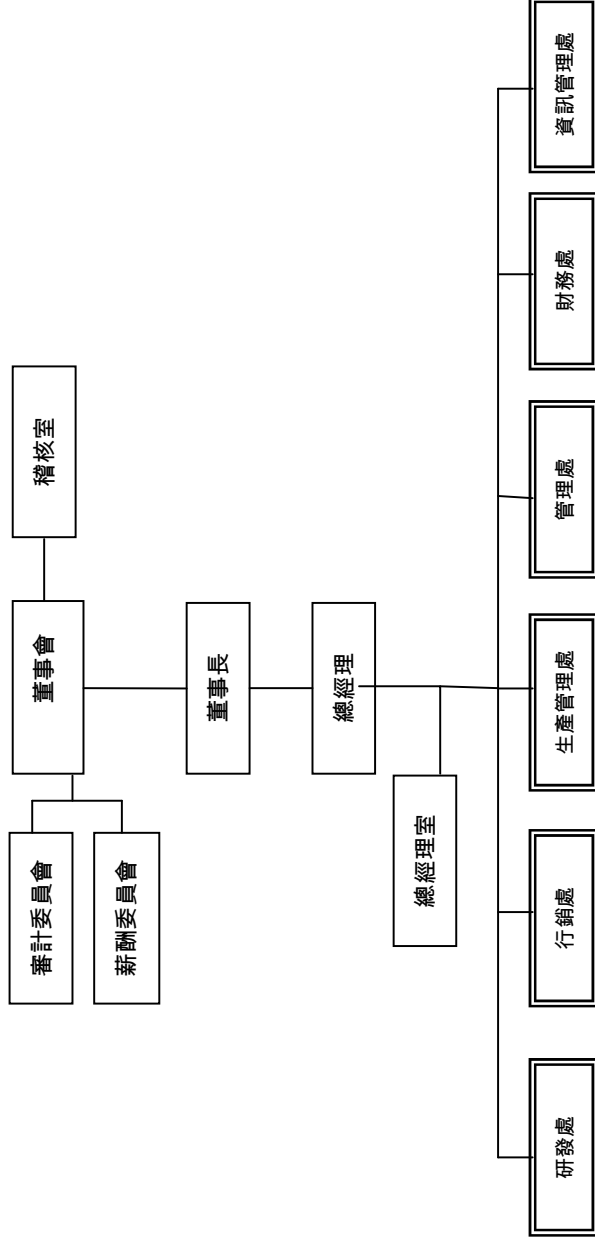 董事會
稽核室
審計委員會
薪酬委員會
董事長
總經理
總經理室
研發處
行銷處
生產管理處
管理處
財務處
資訊管理處